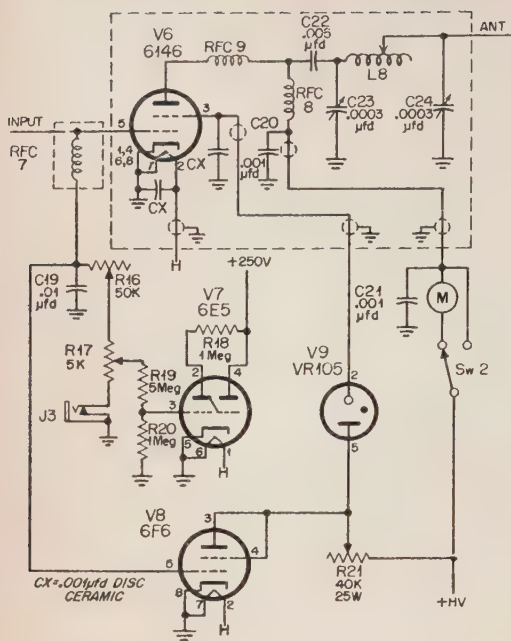 V6
6146
RFC 9
C22
.005
µfd
ANT
L8
RFC
8
C23
.0003
µfd
C24
.0003
µfd
INPUT
RFC
7
5
3
1,4
6,8
7
2
CX
CX
C20
.001
µfd
H
+250V
C19
.01
µfd
R16
50K
R17
5K
J3
V7
6E5
R18
1 Meg
2
4
R19
5Meg
3
R20
1Meg
5
6
1
H
C21
.001
µfd
M
Sw 2
V9
VR105
2
5
V8
6F6
3
4
5
8
7
2
H
R21
40K
25W
+HV
CX=.001µfd DISC
CERAMIC